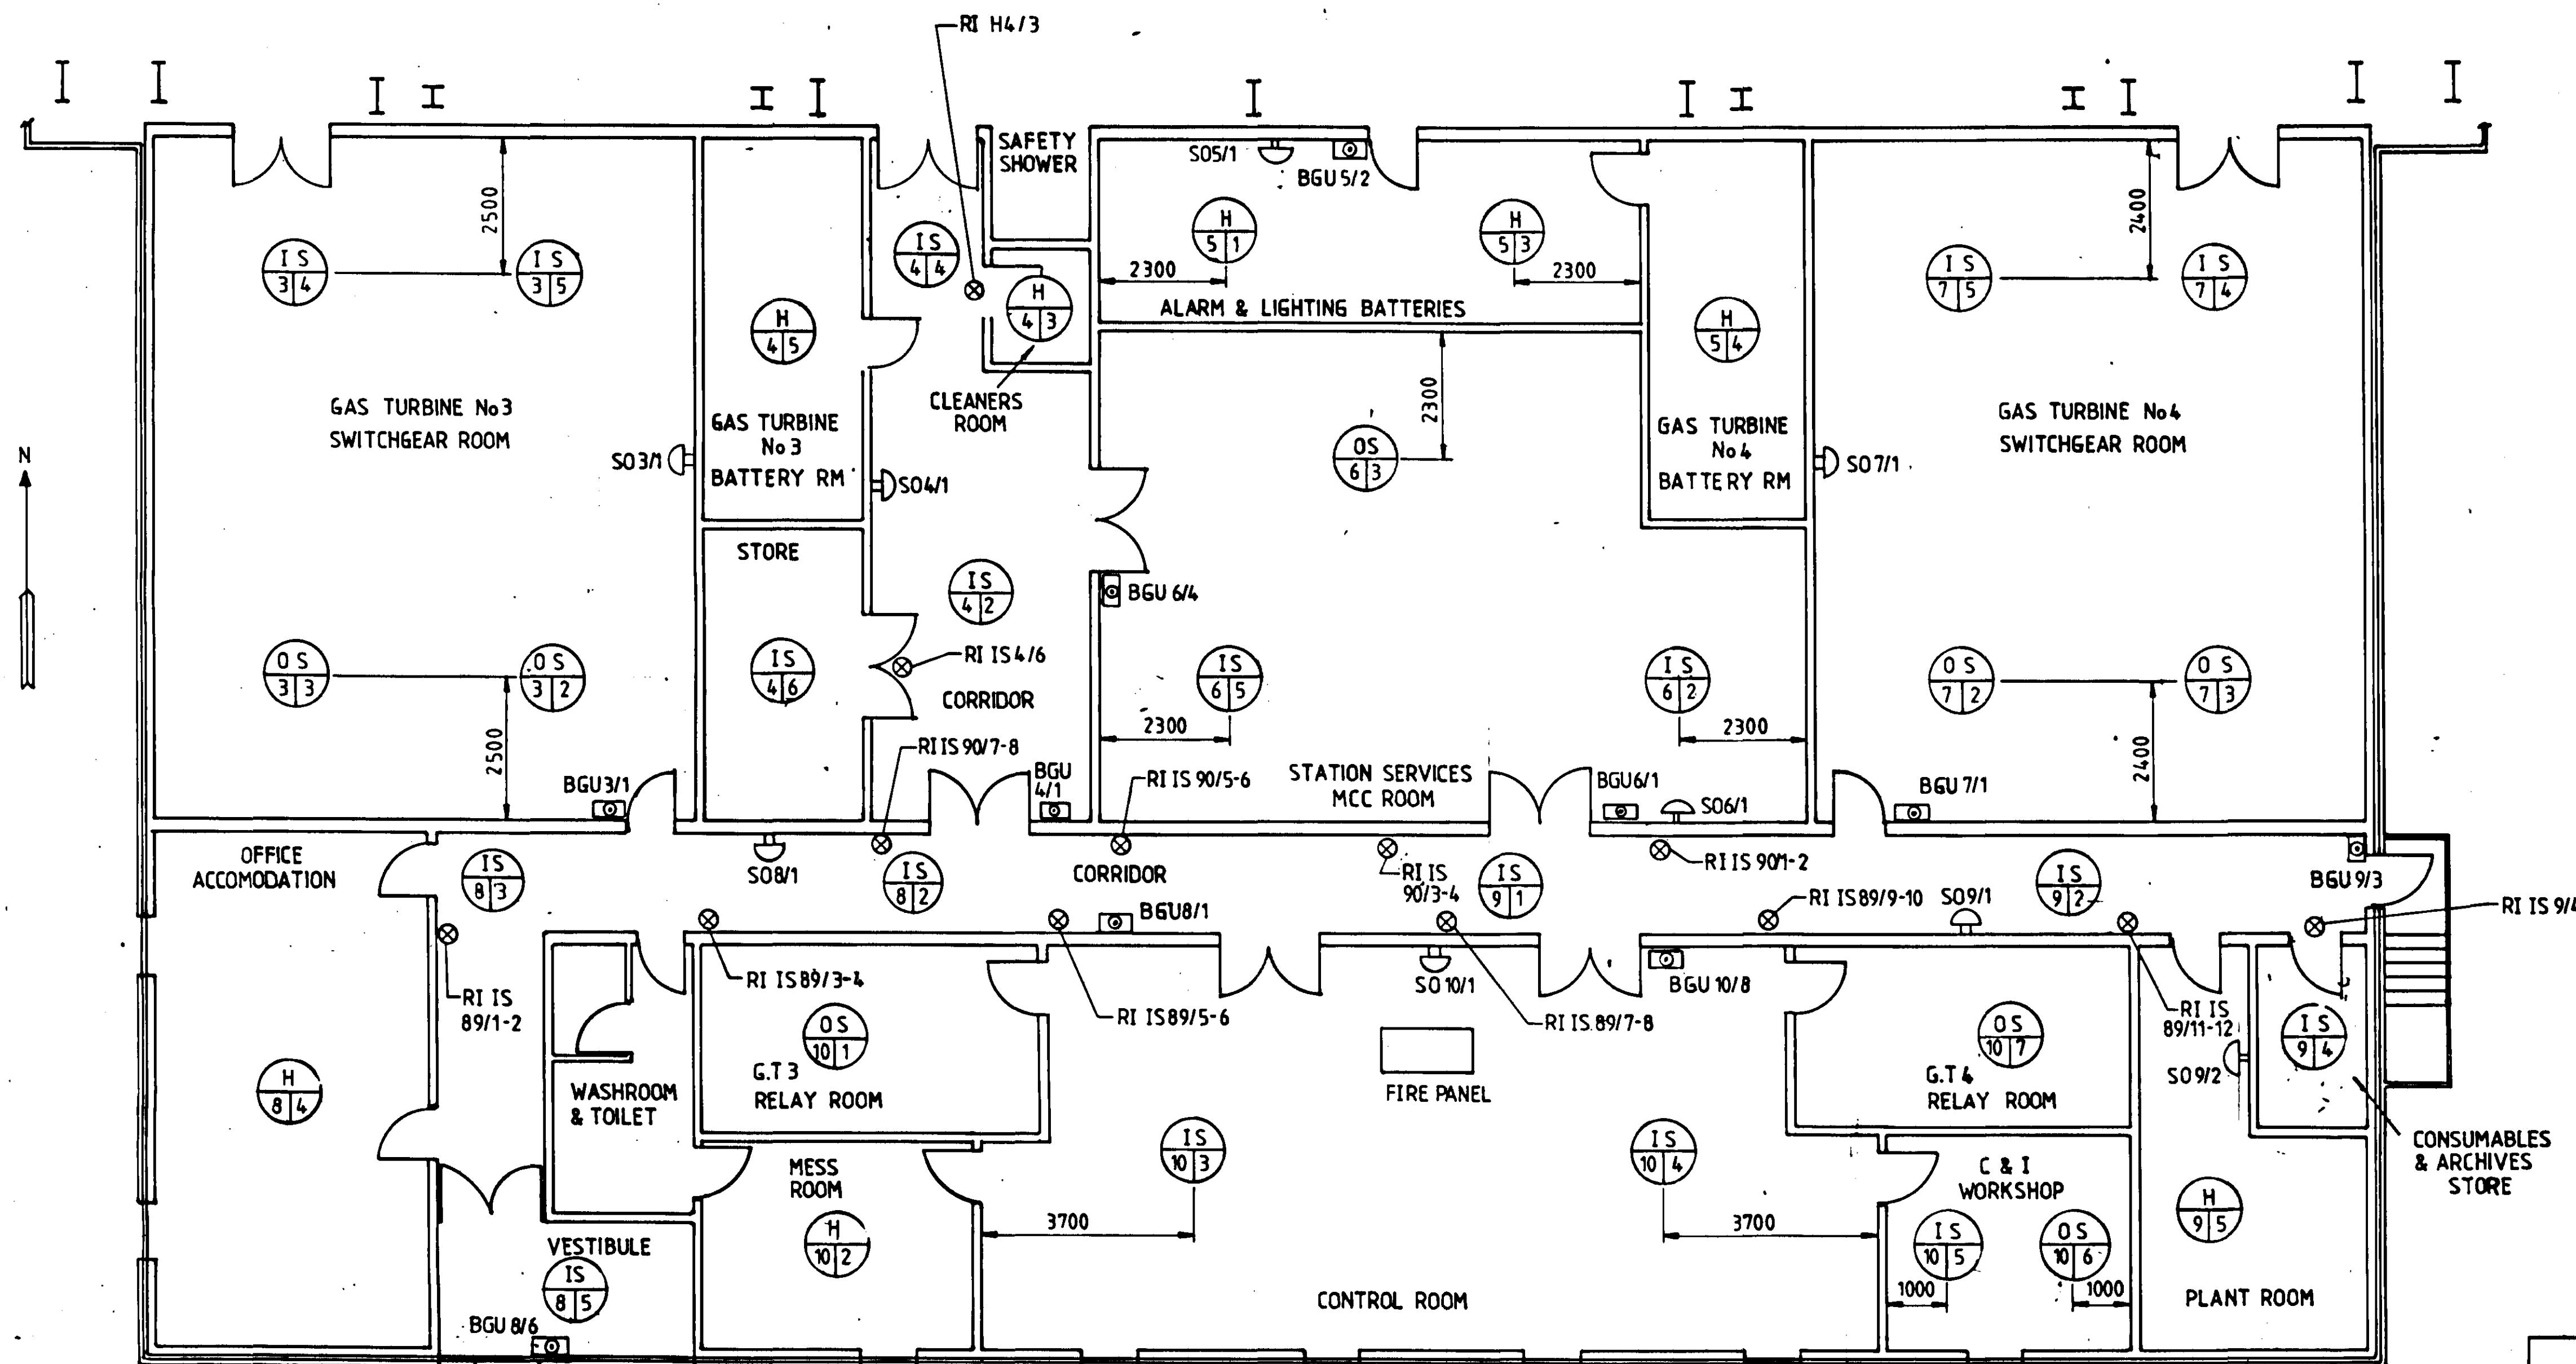 RI H4/3
SAFETY
SHOWER
SO5/1
BGU 5/2
2500
2400
I S
3 4
I S
3 5
IS
4 4
H
5 1
H
5 3
I S
7 5
I S
7 4
2300
2300
ALARM & LIGHTING BATTERIES
H
4 5
H
4 3
H
5 4
CLEANERS
ROOM
2300
GAS TURBINE No3
SWITCHGEAR ROOM
GAS TURBINE
No 3
BATTERY RM
GAS TURBINE
No4
BATTERY RM
GAS TURBINE No4
SWITCHGEAR ROOM
N
SO3/1
SO4/1
OS
6 3
SO7/1
STORE
IS
4 2
BGU 6/4
RI IS4/6
O S
3 3
O S
3 2
IS
4 6
CORRIDOR
IS
6 5
IS
6 2
O S
7 2
O S
7 3
2300
2300
2500
2400
RI IS 90/7-8
BGU3/1
BGU
4/1
RI IS 90/5-6
STATION SERVICES
MCC ROOM
BGU6/1
SO6/1
BGU 7/1
OFFICE
ACCOMODATION
IS
8 3
SO8/1
IS
8 2
CORRIDOR
RI IS
90/3-4
IS
9 1
RI IS 90/1-2
IS
9 2
BGU 9/3
BGU8/1
RI IS89/9-10
SO9/1
RI IS 9/4
RI IS
89/1-2
RI IS89/3-4
RI IS89/5-6
SO10/1
RI IS 89/7-8
BGU 10/8
RI IS
89/11-12
OS
10 1
G.T 3
RELAY ROOM
FIRE PANEL
OS
10 7
G.T 4
RELAY ROOM
SO9/2
IS
9 4
H
8 4
WASHROOM
& TOILET
MESS
ROOM
IS
10 3
IS
10 4
C & I
WORKSHOP
CONSUMABLES
& ARCHIVES
STORE
3700
3700
H
10 2
VESTIBULE
IS
8 5
BGU 8/6
CONTROL ROOM
IS
10 5
OS
10 6
1000
1000
H
9 5
PLANT ROOM